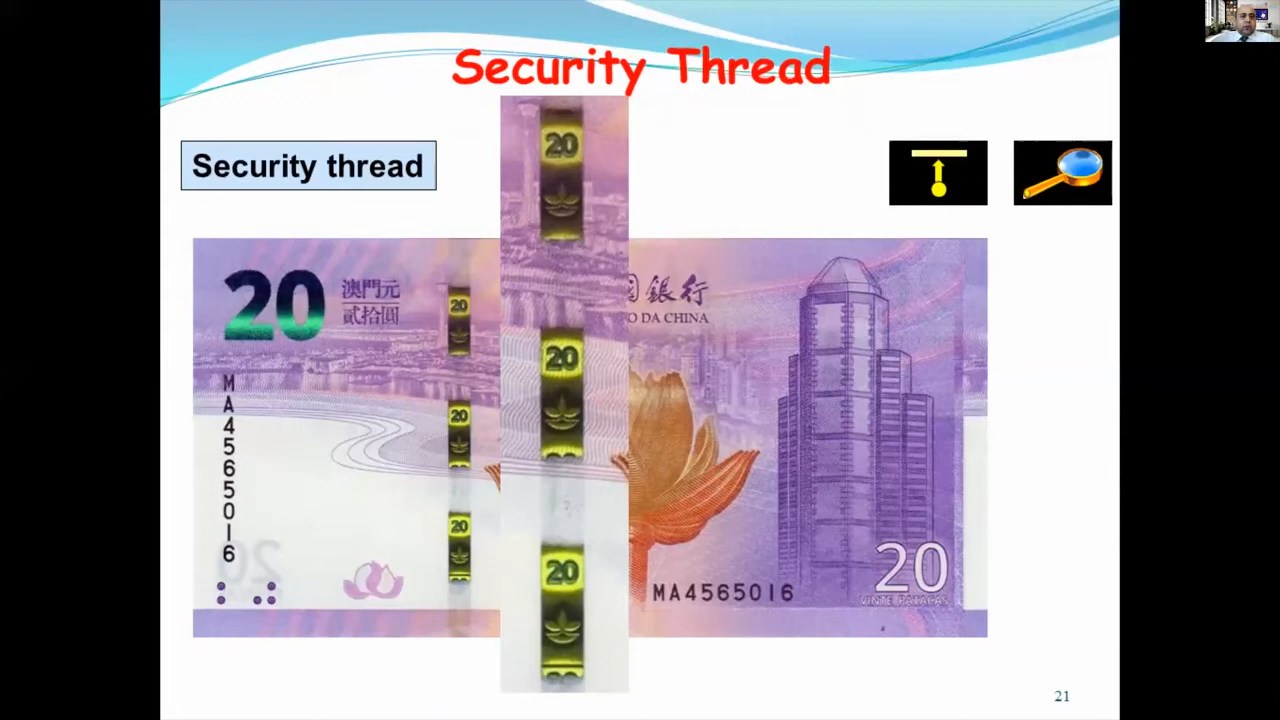 Security Thread
Security thread
20
澳門元
貳拾圓
20
20
20
20
20
20
國銀行
O DA CHINA
MA4565016
20
MA4565016
20
VINTE PATACAS
21